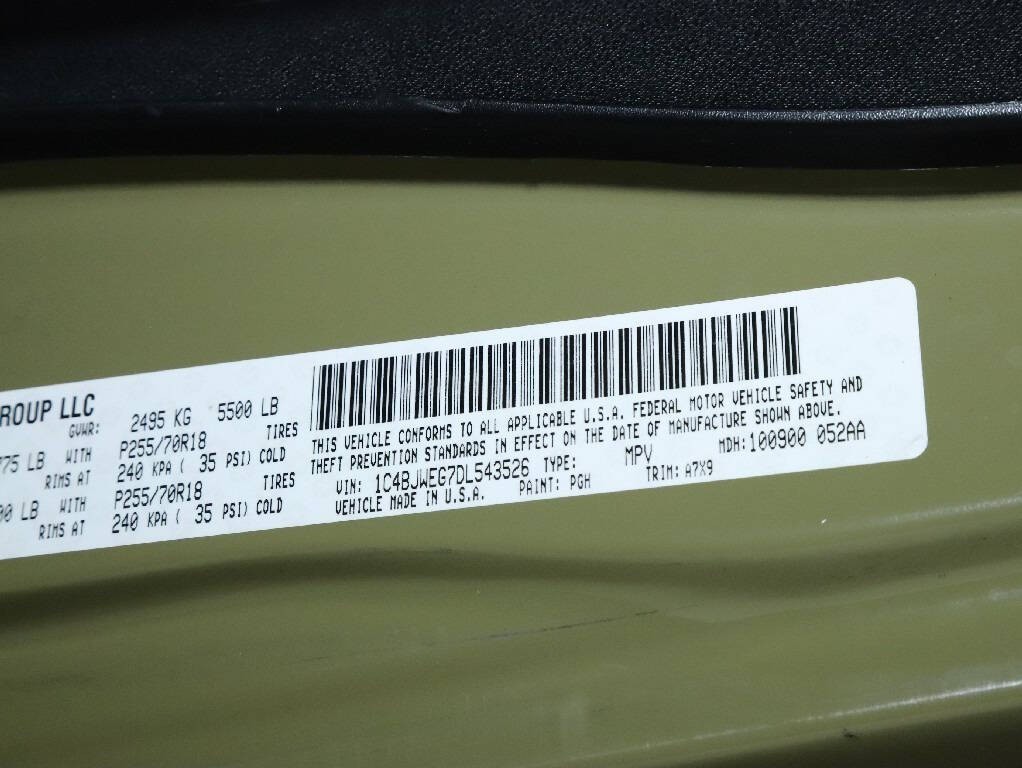 ROUP LLC
GVWR: 2495 KG 5500 LB
775 LB WITH P255/70R18 TIRES
RIMS AT 240 KPA ( 35 PSI) COLD
00 LB WITH P255/70R18
RIMS AT 240 KPA ( 35 PSI) COLD
THIS VEHICLE CONFORMS TO ALL APPLICABLE U.S.A. FEDERAL MOTOR VEHICLE SAFETY AND
THEFT PREVENTION STANDARDS IN EFFECT ON THE DATE OF MANUFACTURE SHOWN ABOVE.
VIN: 1C4BJWEG7DL543526 TYPE: MPV MDH: 100900 052AA
VEHICLE MADE IN U.S.A. PAINT: PGH TRIM: A7X9